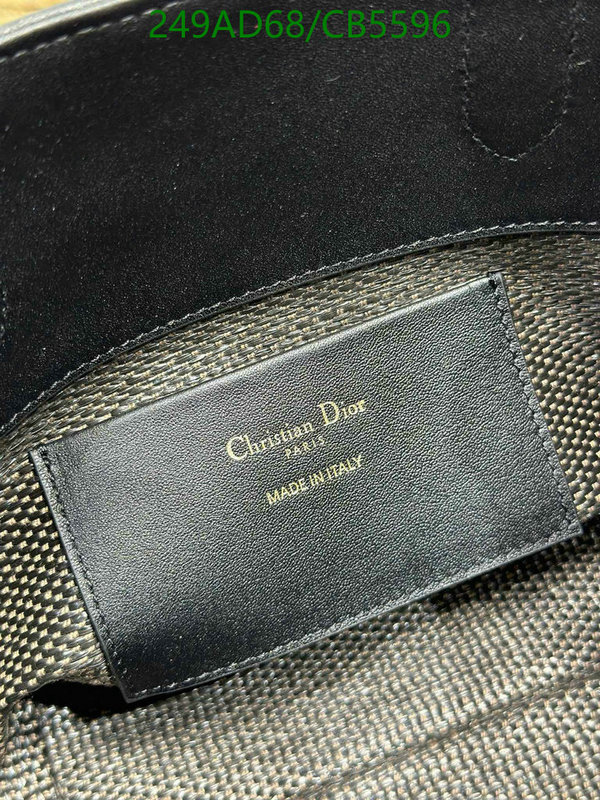 249AD68/CB5596
Christian Dior
PARIS
MADE IN ITALY